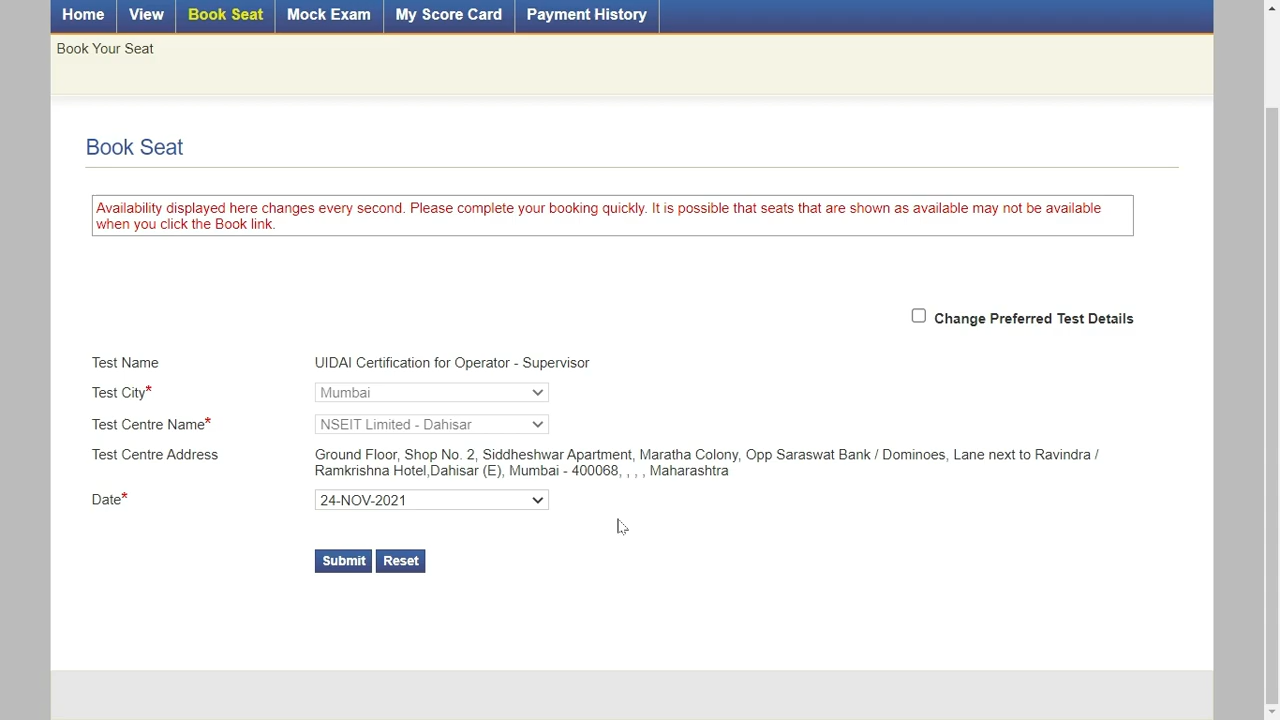 Home View Book Seat Mock Exam My Score Card Payment History
Book Your Seat
Book Seat
Availability displayed here changes every second. Please complete your booking quickly. It is possible that seats that are shown as available may not be available
when you click the Book link.
Change Preferred Test Details
Test Name UIDAI Certification for Operator - Supervisor
Test City* Mumbai
Test Centre Name* NSEIT Limited - Dahisar
Test Centre Address Ground Floor, Shop No. 2, Siddheshwar Apartment, Maratha Colony, Opp Saraswat Bank / Dominoes, Lane next to Ravindra /
Ramkrishna Hotel,Dahisar (E), Mumbai - 400068, , , , Maharashtra
Date* 24-NOV-2021
Submit Reset